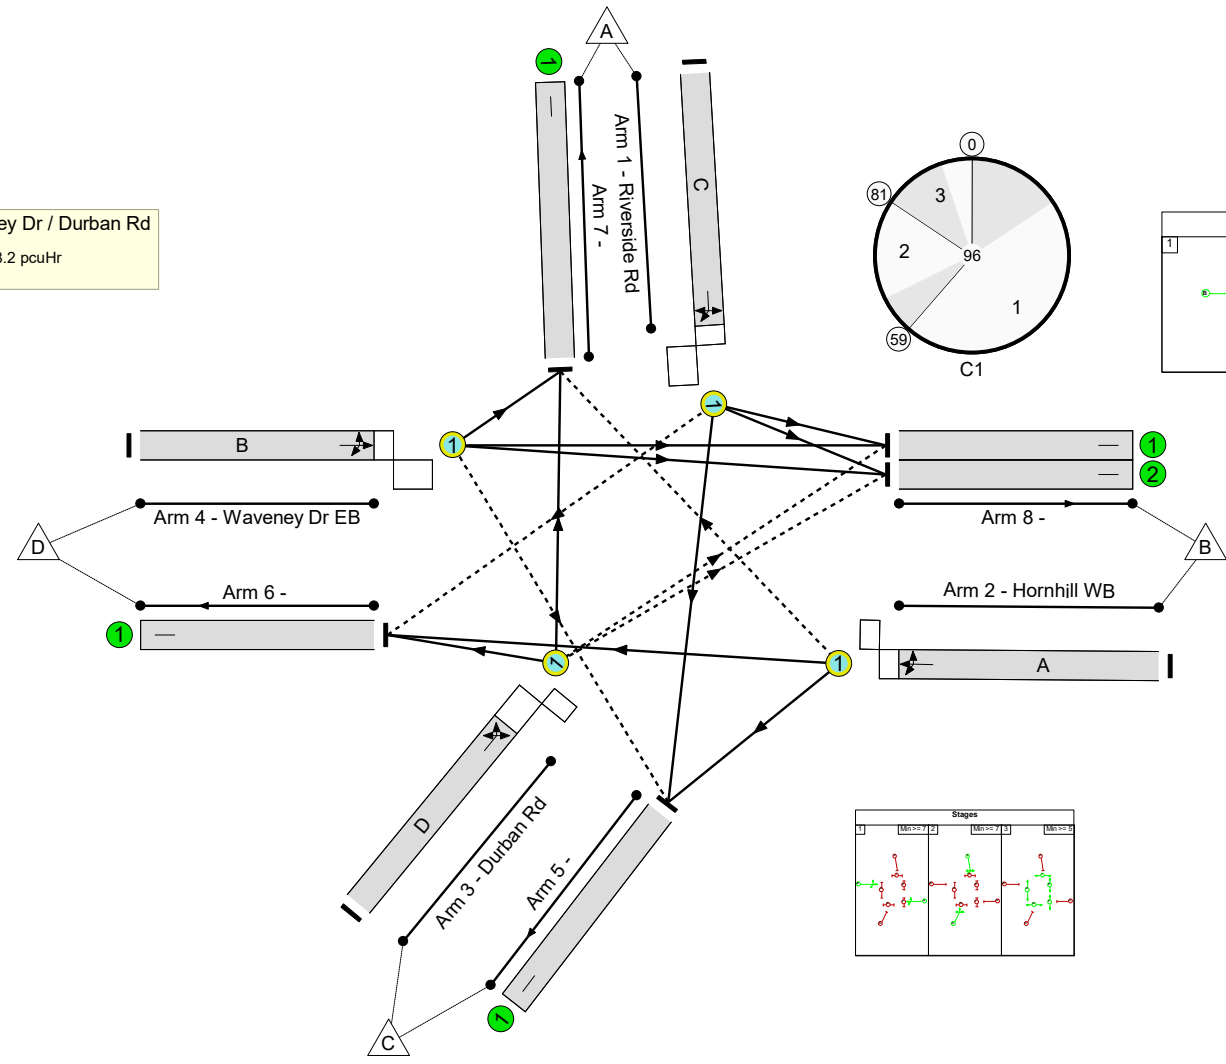 A
1
Arm 1 - Riverside Rd
Arm 7 -
C
ey Dr / Durban Rd
3.2 pcuHr
0
81
3
2
96
1
59
C1
1
B
1
1
1
2
1
Arm 4 - Waveney Dr EB
Arm 8 -
D
B
Arm 6 -
Arm 2 - Hornhill WB
1
1
1
A
D
Arm 3 - Durban Rd
Arm 5 -
1
C
Stages
1 Min >= 7 2 Min >= 7 3 Min >= 5